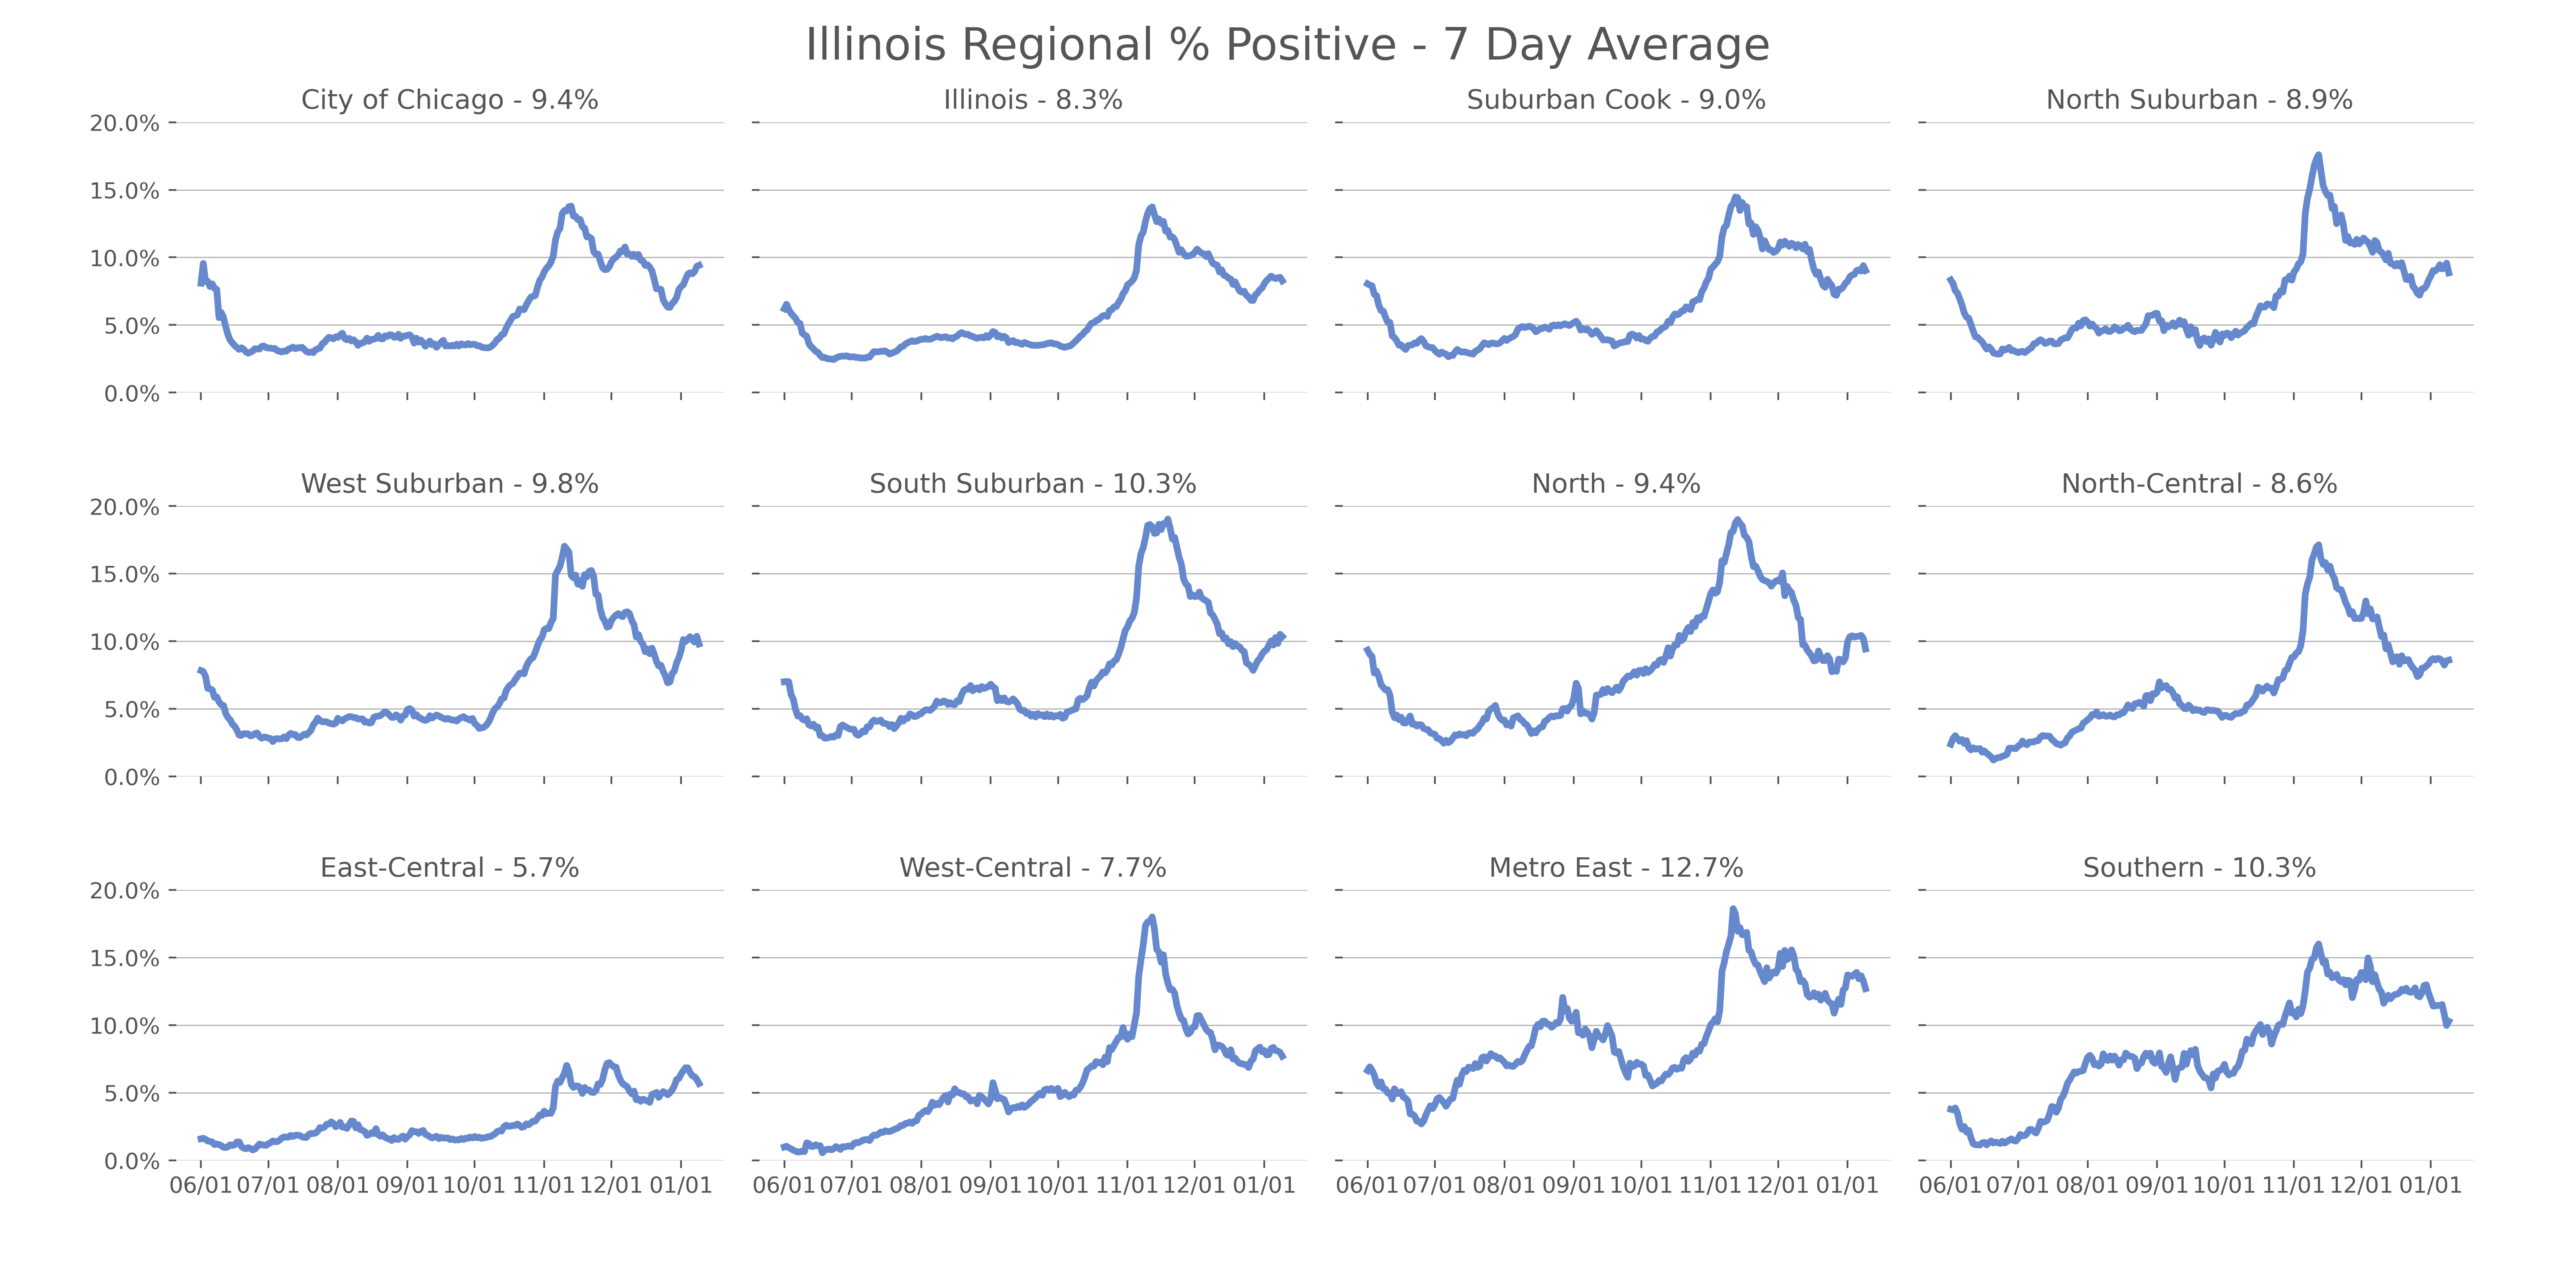 Illinois Regional % Positive - 7 Day Average
City of Chicago - 9.4%
Illinois - 8.3%
Suburban Cook - 9.0%
North Suburban - 8.9%
20.0%
15.0%
10.0%
5.0%
0.0%
West Suburban - 9.8%
South Suburban - 10.3%
North - 9.4%
North-Central - 8.6%
20.0%
15.0%
10.0%
5.0%
0.0%
East-Central - 5.7%
West-Central - 7.7%
Metro East - 12.7%
Southern - 10.3%
20.0%
15.0%
10.0%
5.0%
0.0%
06/01 07/01 08/01 09/01 10/01 11/01 12/01 01/01
06/01 07/01 08/01 09/01 10/01 11/01 12/01 01/01
06/01 07/01 08/01 09/01 10/01 11/01 12/01 01/01
06/01 07/01 08/01 09/01 10/01 11/01 12/01 01/01